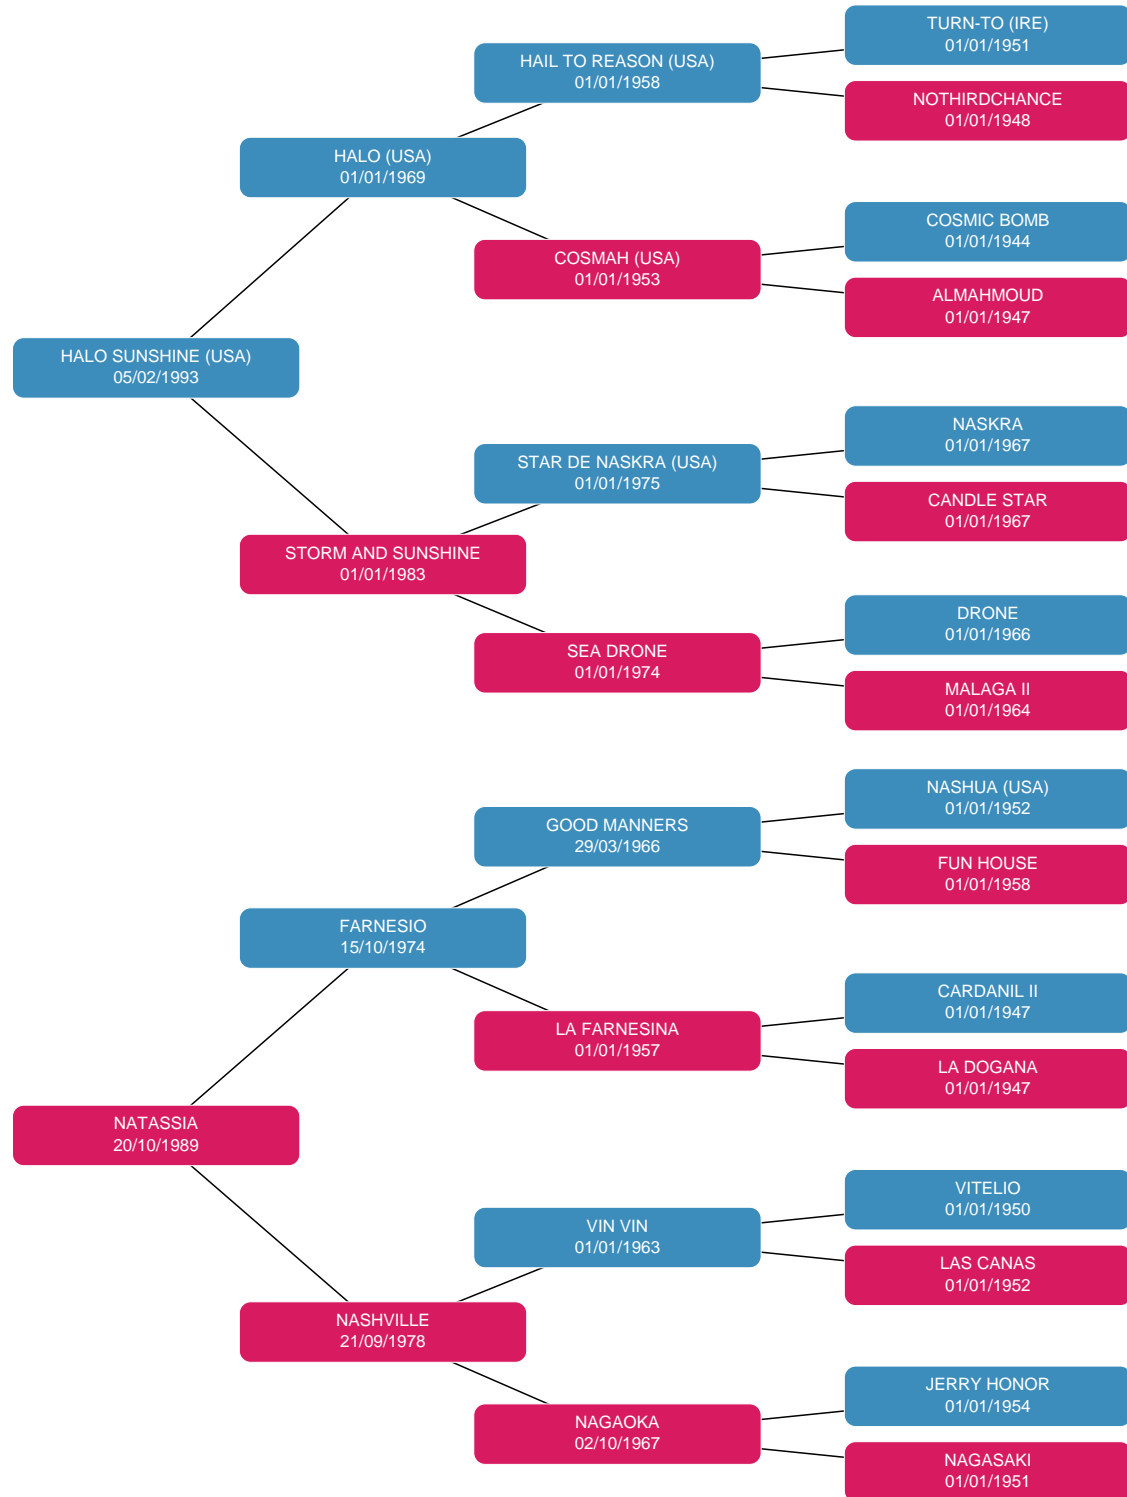 TURN-TO (IRE)
01/01/1951
HAIL TO REASON (USA)
01/01/1958
NOTHIRDCHANCE
01/01/1948
HALO (USA)
01/01/1969
COSMIC BOMB
01/01/1944
COSMAH (USA)
01/01/1953
ALMAHMOUD
01/01/1947
HALO SUNSHINE (USA)
05/02/1993
NASKRA
01/01/1967
STAR DE NASKRA (USA)
01/01/1975
CANDLE STAR
01/01/1967
STORM AND SUNSHINE
01/01/1983
DRONE
01/01/1966
SEA DRONE
01/01/1974
MALAGA II
01/01/1964
NASHUA (USA)
01/01/1952
GOOD MANNERS
29/03/1966
FUN HOUSE
01/01/1958
FARNESIO
15/10/1974
CARDANIL II
01/01/1947
LA FARNESINA
01/01/1957
LA DOGANA
01/01/1947
NATASSIA
20/10/1989
VITELIO
01/01/1950
VIN VIN
01/01/1963
LAS CANAS
01/01/1952
NASHVILLE
21/09/1978
JERRY HONOR
01/01/1954
NAGAOKA
02/10/1967
NAGASAKI
01/01/1951